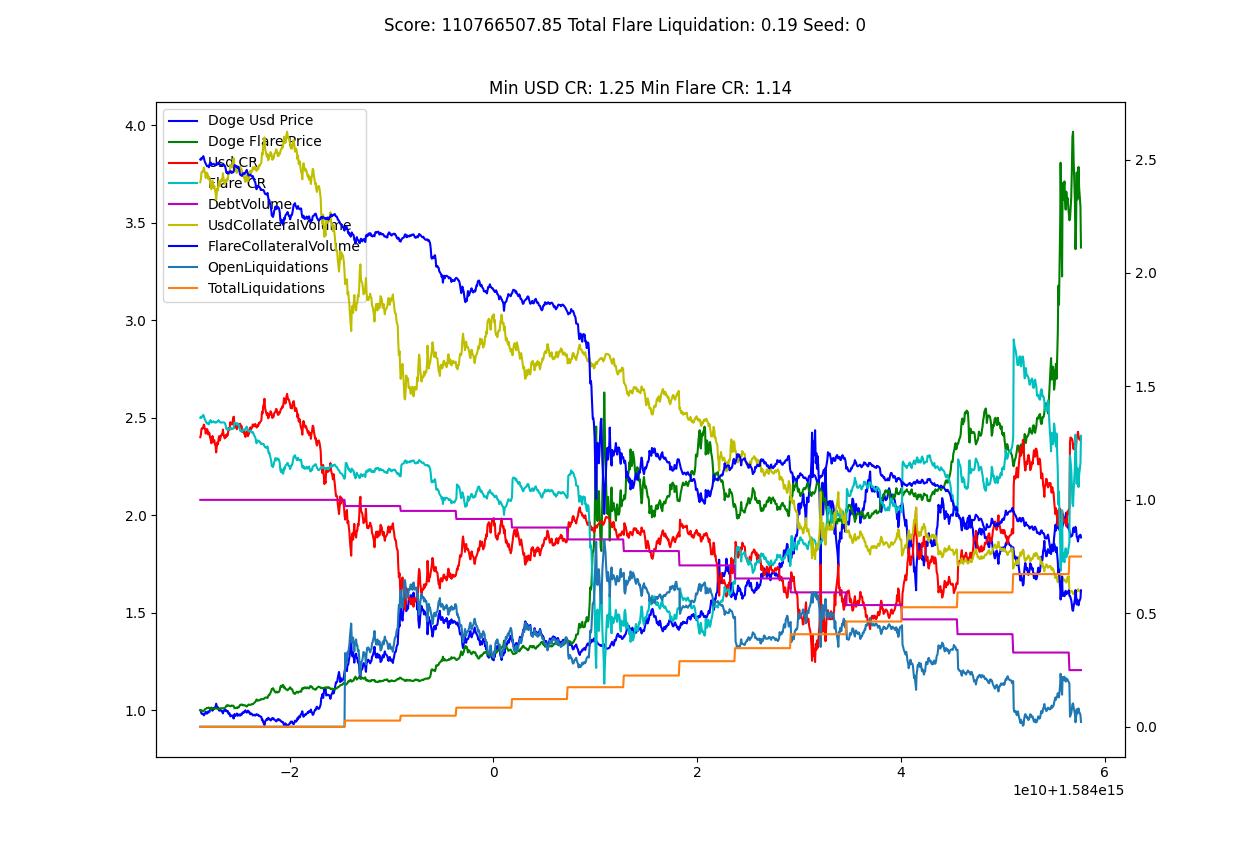 Score: 110766507.85 Total Flare Liquidation: 0.19 Seed: 0
Min USD CR: 1.25 Min Flare CR: 1.14
Doge Usd Price
Doge Flare Price
Usd CR
Flare CR
DebtVolume
UsdCollateralVolume
FlareCollateralVolume
OpenLiquidations
TotalLiquidations
4.0
3.5
3.0
2.5
2.0
1.5
1.0
2.5
2.0
1.5
1.0
0.5
0.0
−2
0
2
4
6
1e10+1.584e15